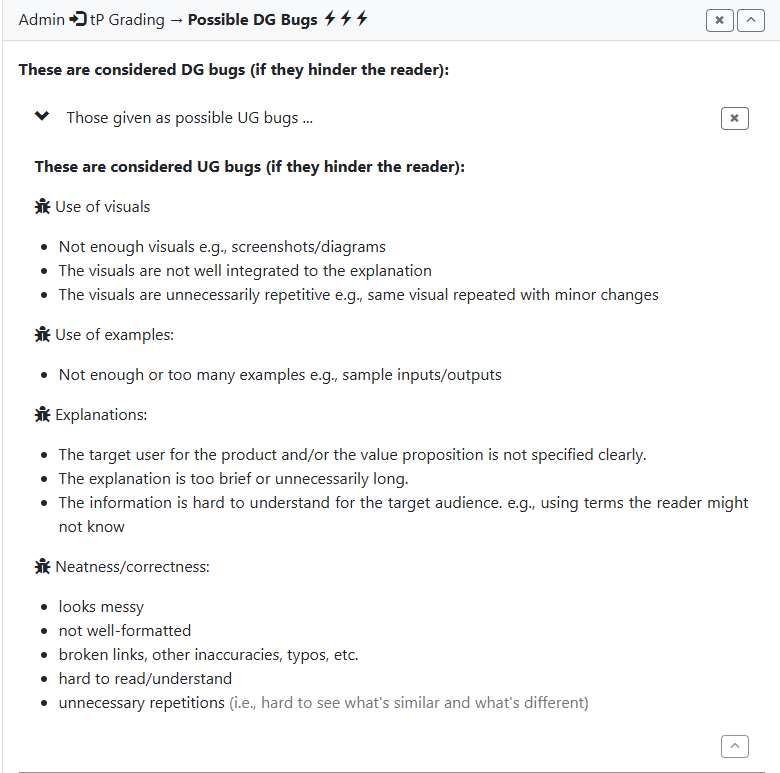 Admin tP Grading → Possible DG Bugs
These are considered DG bugs (if they hinder the reader):
Those given as possible UG bugs ...
These are considered UG bugs (if they hinder the reader):
Use of visuals
• Not enough visuals e.g., screenshots/diagrams
• The visuals are not well integrated to the explanation
• The visuals are unnecessarily repetitive e.g., same visual repeated with minor changes
Use of examples:
• Not enough or too many examples e.g., sample inputs/outputs
Explanations:
• The target user for the product and/or the value proposition is not specified clearly.
• The explanation is too brief or unnecessarily long.
• The information is hard to understand for the target audience. e.g., using terms the reader might
not know
Neatness/correctness:
• looks messy
• not well-formatted
• broken links, other inaccuracies, typos, etc.
• hard to read/understand
• unnecessary repetitions (i.e., hard to see what's similar and what's different)